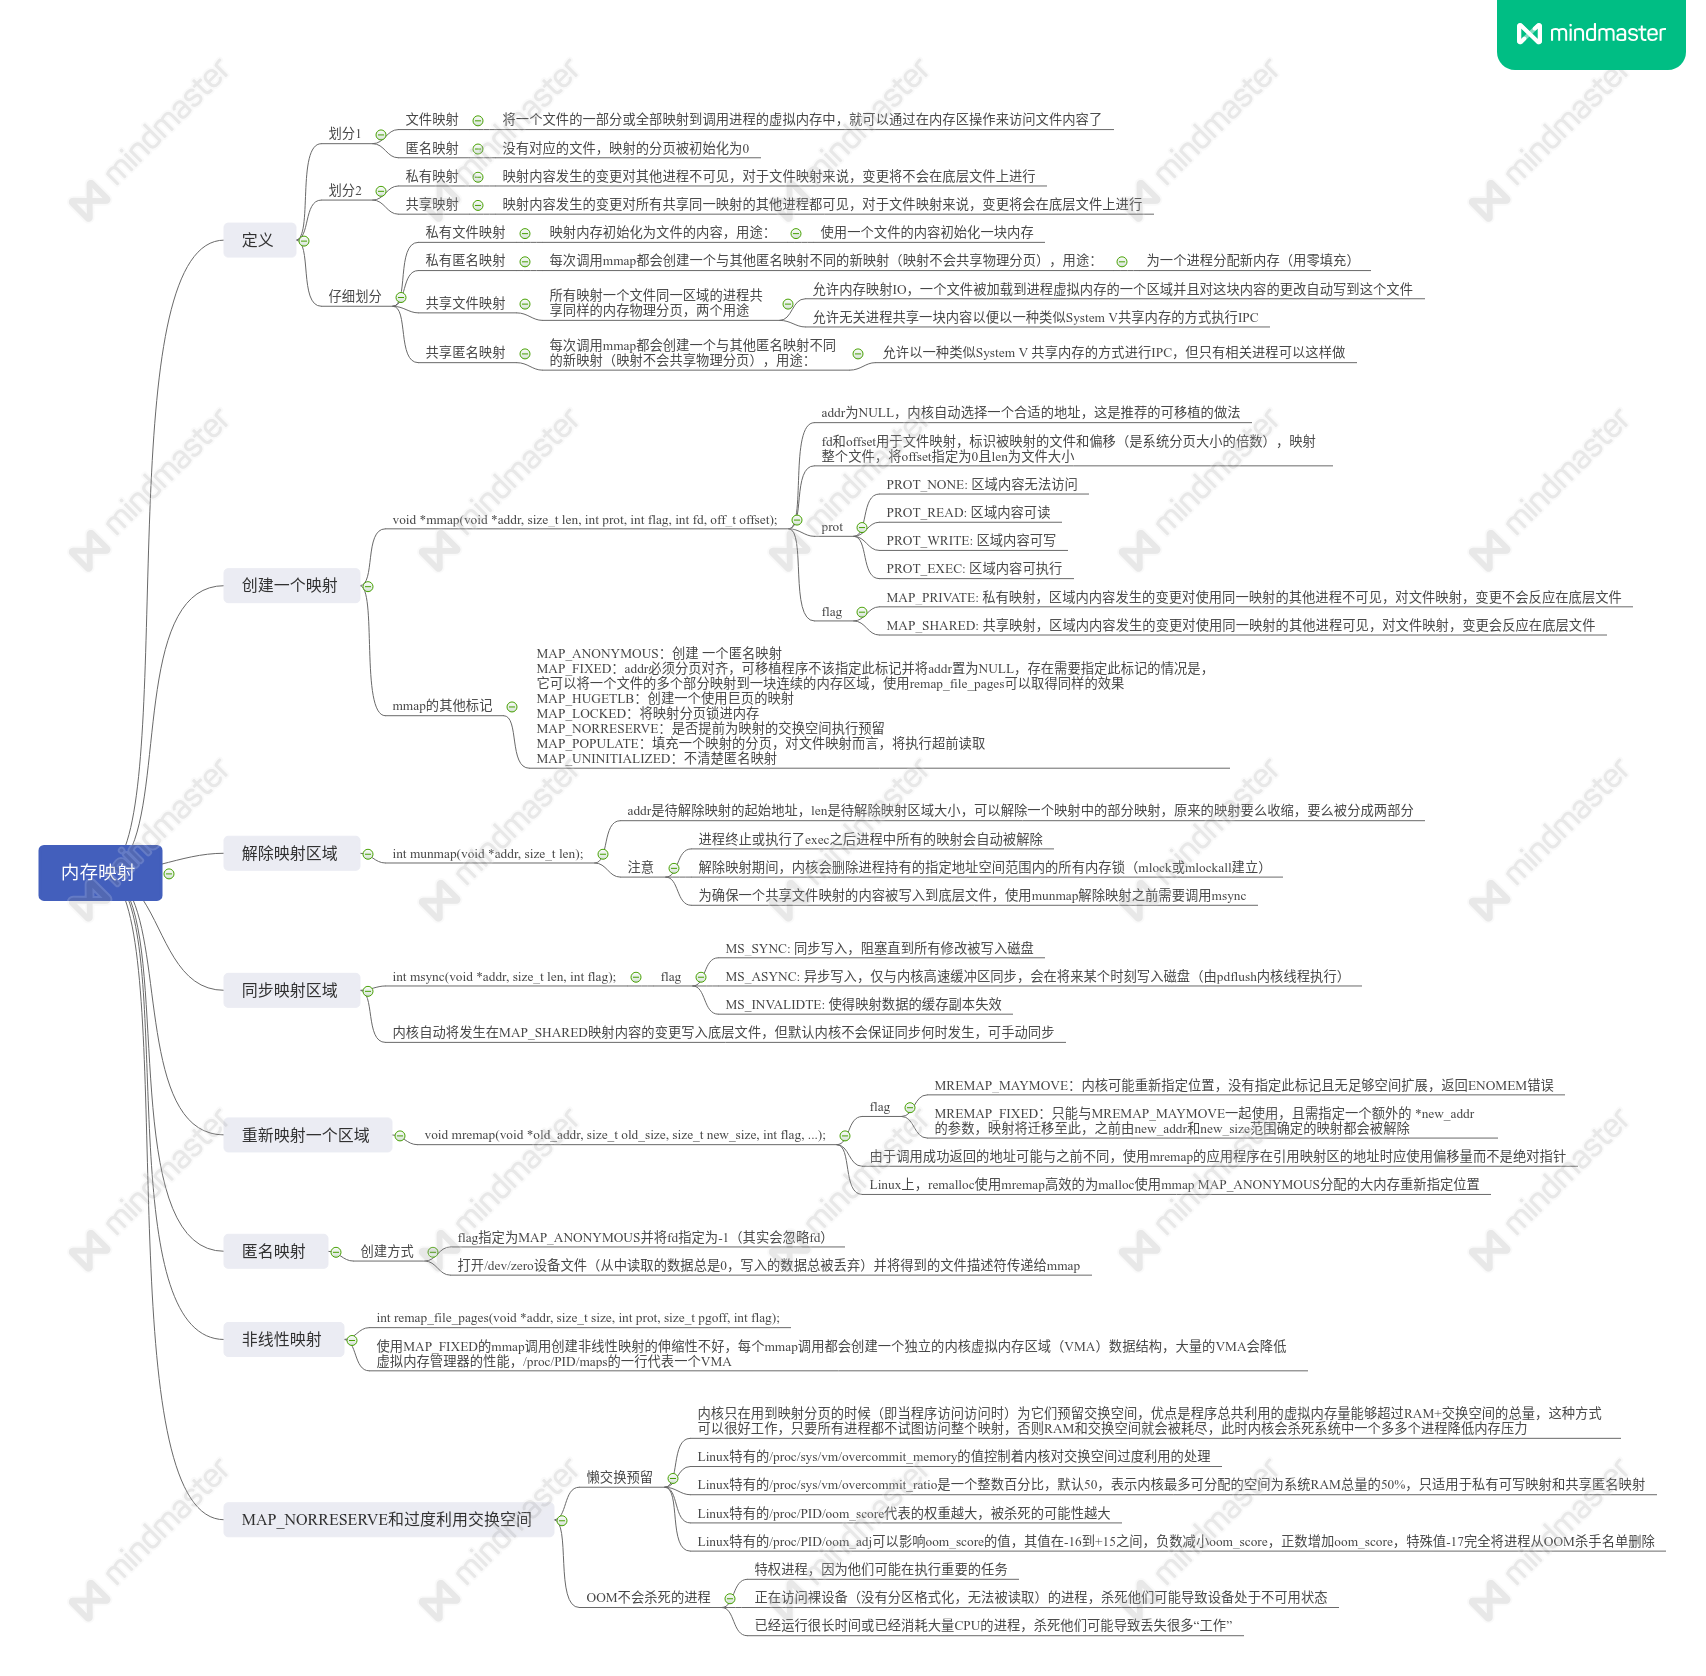 mindmaster
内存映射
定义
划分1
文件映射
将一个文件的一部分或全部映射到调用进程的虚拟内存中，就可以通过在内存区操作来访问文件内容了
匿名映射
没有对应的文件，映射的分页被初始化为0
划分2
私有映射
映射内容发生的变更对其他进程不可见，对于文件映射来说，变更将不会在底层文件上进行
共享映射
映射内容发生的变更对所有共享同一映射的其他进程都可见，对于文件映射来说，变更将会在底层文件上进行
仔细划分
私有文件映射
映射内存初始化为文件的内容，用途：
使用一个文件的内容初始化一块内存
私有匿名映射
每次调用mmap都会创建一个与其他匿名映射不同的新映射（映射不会共享物理分页），用途：
为一个进程分配新内存（用零填充）
共享文件映射
所有映射一个文件同一区域的进程共
享同样的内存物理分页，两个用途
允许内存映射IO，一个文件被加载到进程虚拟内存的一个区域并且对这块内容的更改自动写到这个文件
允许无关进程共享一块内容以便以一种类似System V共享内存的方式执行IPC
共享匿名映射
每次调用mmap都会创建一个与其他匿名映射不同
的新映射（映射不会共享物理分页），用途：
允许以一种类似System V 共享内存的方式进行IPC，但只有相关进程可以这样做
创建一个映射
void *mmap(void *addr, size_t len, int prot, int flag, int fd, off_t offset);
addr为NULL，内核自动选择一个合适的地址，这是推荐的可移植的做法
fd和offset用于文件映射，标识被映射的文件和偏移（是系统分页大小的倍数），映射
整个文件，将offset指定为0且len为文件大小
prot
PROT_NONE: 区域内容无法访问
PROT_READ: 区域内容可读
PROT_WRITE: 区域内容可写
PROT_EXEC: 区域内容可执行
flag
MAP_PRIVATE: 私有映射，区域内内容发生的变更对使用同一映射的其他进程不可见，对文件映射，变更不会反应在底层文件
MAP_SHARED: 共享映射，区域内内容发生的变更对使用同一映射的其他进程可见，对文件映射，变更会反应在底层文件
mmap的其他标记
MAP_ANONYMOUS：创建 一个匿名映射
MAP_FIXED：addr必须分页对齐，可移植程序不该指定此标记并将addr置为NULL，存在需要指定此标记的情况是，
它可以将一个文件的多个部分映射到一块连续的内存区域，使用remap_file_pages可以取得同样的效果
MAP_HUGETLB：创建一个使用巨页的映射
MAP_LOCKED：将映射分页锁进内存
MAP_NORRESERVE：是否提前为映射的交换空间执行预留
MAP_POPULATE：填充一个映射的分页，对文件映射而言，将执行超前读取
MAP_UNINITIALIZED：不清楚匿名映射
解除映射区域
int munmap(void *addr, size_t len);
addr是待解除映射的起始地址，len是待解除映射区域大小，可以解除一个映射中的部分映射，原来的映射要么收缩，要么被分成两部分
注意
进程终止或执行了exec之后进程中所有的映射会自动被解除
解除映射期间，内核会删除进程持有的指定地址空间范围内的所有内存锁（mlock或mlockall建立）
为确保一个共享文件映射的内容被写入到底层文件，使用munmap解除映射之前需要调用msync
同步映射区域
int msync(void *addr, size_t len, int flag);
flag
MS_SYNC: 同步写入，阻塞直到所有修改被写入磁盘
MS_ASYNC: 异步写入，仅与内核高速缓冲区同步，会在将来某个时刻写入磁盘（由pdflush内核线程执行）
MS_INVALIDTE: 使得映射数据的缓存副本失效
内核自动将发生在MAP_SHARED映射内容的变更写入底层文件，但默认内核不会保证同步何时发生，可手动同步
重新映射一个区域
void mremap(void *old_addr, size_t old_size, size_t new_size, int flag, ...);
flag
MREMAP_MAYMOVE：内核可能重新指定位置，没有指定此标记且无足够空间扩展，返回ENOMEM错误
MREMAP_FIXED：只能与MREMAP_MAYMOVE一起使用，且需指定一个额外的 *new_addr
的参数，映射将迁移至此，之前由new_addr和new_size范围确定的映射都会被解除
由于调用成功返回的地址可能与之前不同，使用mremap的应用程序在引用映射区的地址时应使用偏移量而不是绝对指针
Linux上，remalloc使用mremap高效的为malloc使用mmap MAP_ANONYMOUS分配的大内存重新指定位置
匿名映射
创建方式
flag指定为MAP_ANONYMOUS并将fd指定为-1（其实会忽略fd）
打开/dev/zero设备文件（从中读取的数据总是0，写入的数据总被丢弃）并将得到的文件描述符传递给mmap
非线性映射
int remap_file_pages(void *addr, size_t size, int prot, size_t pgoff, int flag);
使用MAP_FIXED的mmap调用创建非线性映射的伸缩性不好，每个mmap调用都会创建一个独立的内核虚拟内存区域（VMA）数据结构，大量的VMA会降低
虚拟内存管理器的性能，/proc/PID/maps的一行代表一个VMA
MAP_NORRESERVE和过度利用交换空间
懒交换预留
内核只在用到映射分页的时候（即当程序访问访问时）为它们预留交换空间，优点是程序总共利用的虚拟内存量能够超过RAM+交换空间的总量，这种方式
可以很好工作，只要所有进程都不试图访问整个映射，否则RAM和交换空间就会被耗尽，此时内核会杀死系统中一个多多个进程降低内存压力
Linux特有的/proc/sys/vm/overcommit_memory的值控制着内核对交换空间过度利用的处理
Linux特有的/proc/sys/vm/overcommit_ratio是一个整数百分比，默认50，表示内核最多可分配的空间为系统RAM总量的50%，只适用于私有可写映射和共享匿名映射
Linux特有的/proc/PID/oom_score代表的权重越大，被杀死的可能性越大
Linux特有的/proc/PID/oom_adj可以影响oom_score的值，其值在-16到+15之间，负数减小oom_score，正数增加oom_score，特殊值-17完全将进程从OOM杀手名单删除
OOM不会杀死的进程
特权进程，因为他们可能在执行重要的任务
正在访问裸设备（没有分区格式化，无法被读取）的进程，杀死他们可能导致设备处于不可用状态
已经运行很长时间或已经消耗大量CPU的进程，杀死他们可能导致丢失很多“工作”